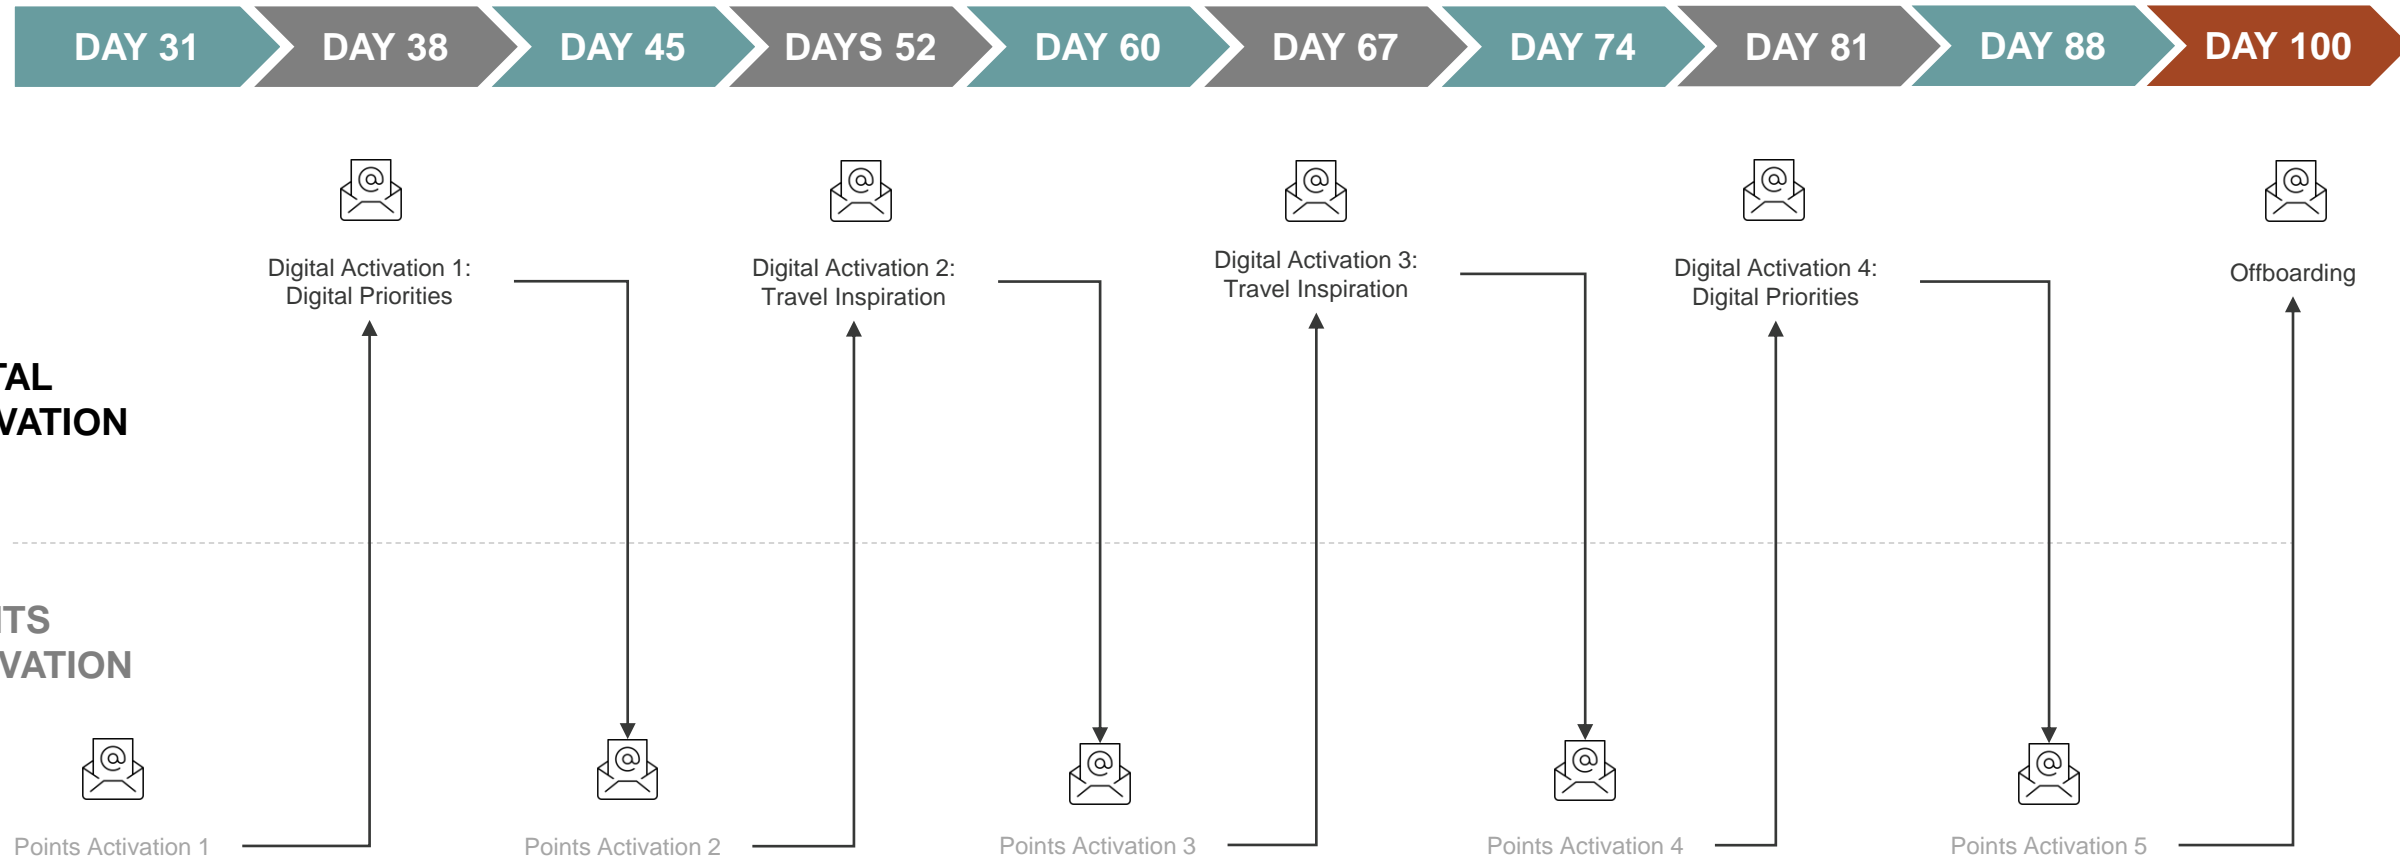 DAY 31
DAY 38
DAY 45
DAYS 52
DAY 60
DAY 67
DAY 74
DAY 81
DAY 88
DAY 100
Digital Activation 1:
Digital Priorities
Digital Activation 2:
Travel Inspiration
Digital Activation 3:
Travel Inspiration
Digital Activation 4:
Digital Priorities
Offboarding
TAL
VATION
ITS
VATION
Points Activation 1
Points Activation 2
Points Activation 3
Points Activation 4
Points Activation 5